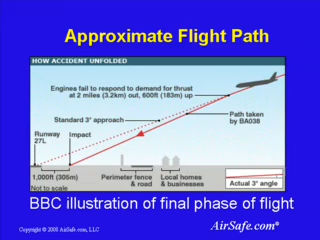 Approximate Flight Path
HOW ACCIDENT UNFOLDED
Engines fail to respond to demand for thrust
at 2 miles (3.2km) out, 600ft (183m) up
Standard 3° approach
Path taken
by BA038
Runway
27L
Impact
1,000ft (305m)
Not to scale
Perimeter fence
& road
Local homes
& businesses
Actual 3° angle
BBC illustration of final phase of flight
Copyright © 2008 AirSafe.com, LLC
AirSafe.com